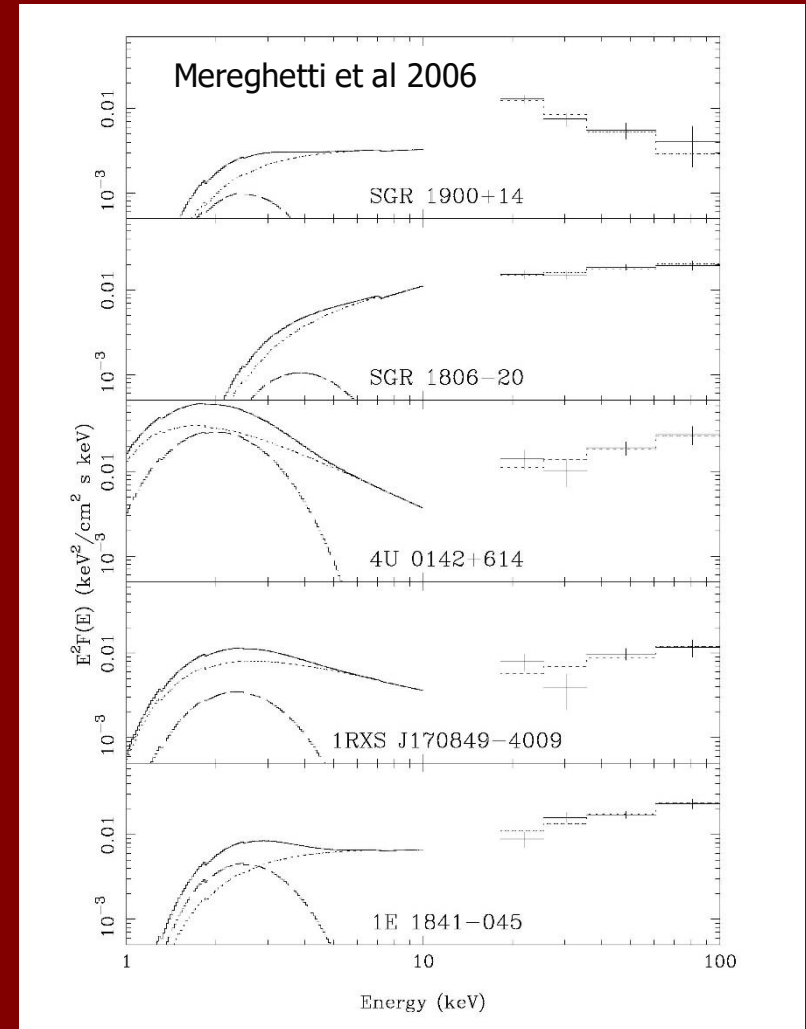 Mereghetti et al 2006
0.01
10⁻³
SGR 1900+14
0.01
10⁻³
SGR 1806−20
0.01
10⁻³
4U 0142+614
E²F(E) (keV²/cm² s keV)
0.01
10⁻³
1RXS J170849−4009
0.01
10⁻³
1E 1841−045
1 10 100
Energy (keV)